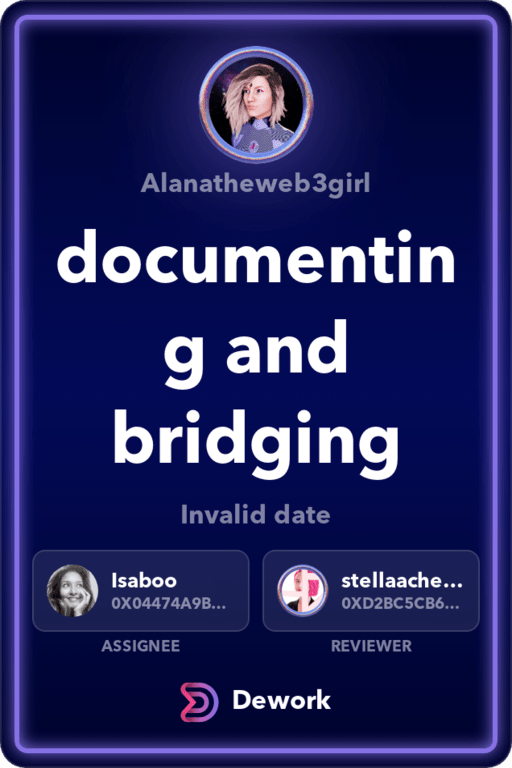 Alanatheweb3girl
documentin
g and
bridging
Invalid date
Isaboo
0X04474A9B...
stellaache...
0XD2BC5CB6...
ASSIGNEE
REVIEWER
Dework